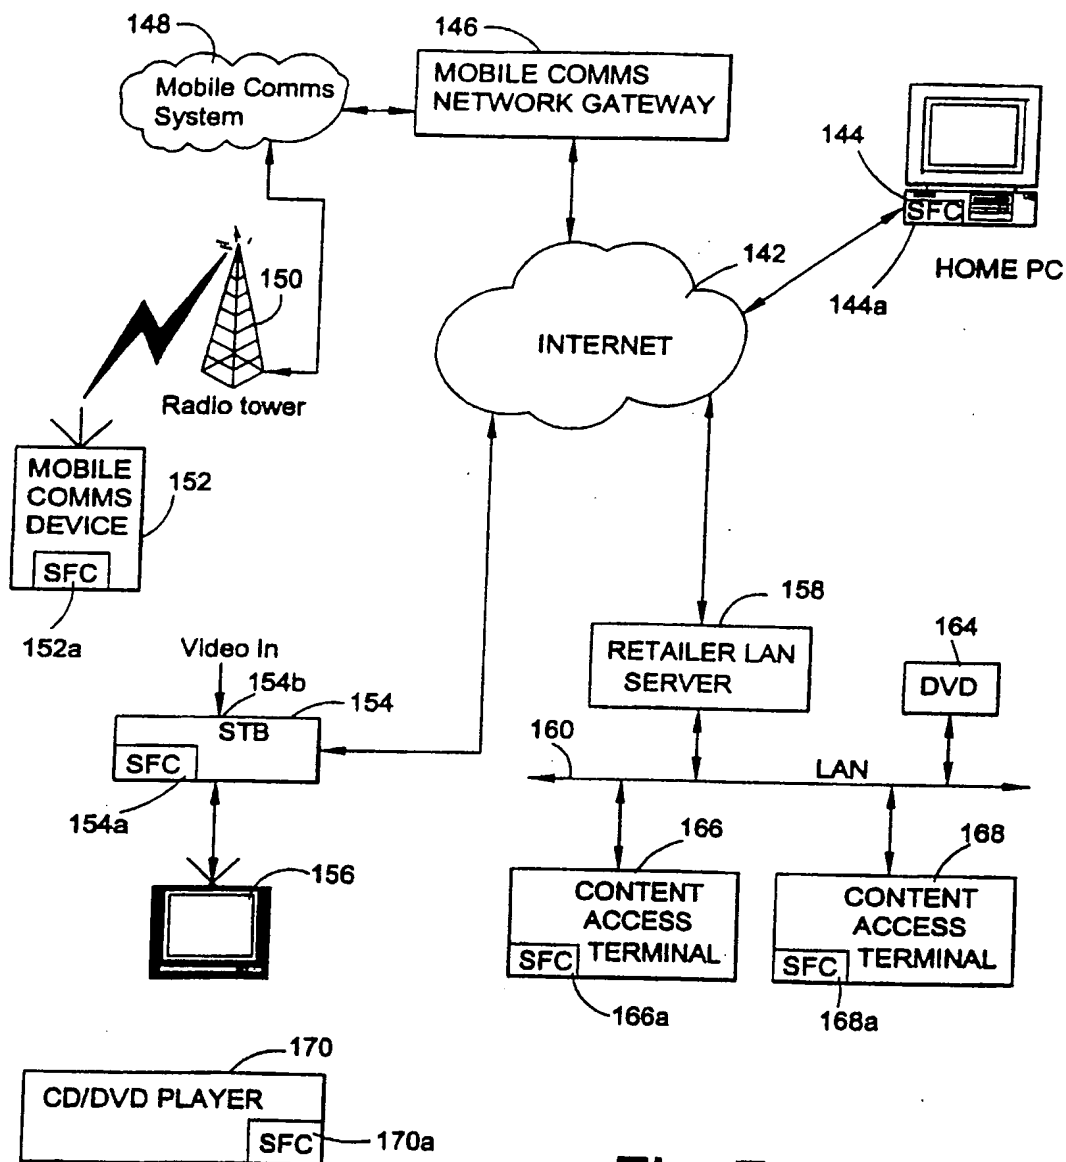 148
146
Mobile Comms
System
MOBILE COMMS
NETWORK GATEWAY
144
SFC
144a
HOME PC
142
INTERNET
150
Radio tower
MOBILE
COMMS
DEVICE
SFC
152
152a
Video In
154b
154
STB
SFC
154a
156
158
RETAILER LAN
SERVER
164
DVD
160
LAN
166
CONTENT
ACCESS
TERMINAL
SFC
166a
168
CONTENT
ACCESS
TERMINAL
SFC
168a
170
CD/DVD PLAYER
SFC
170a